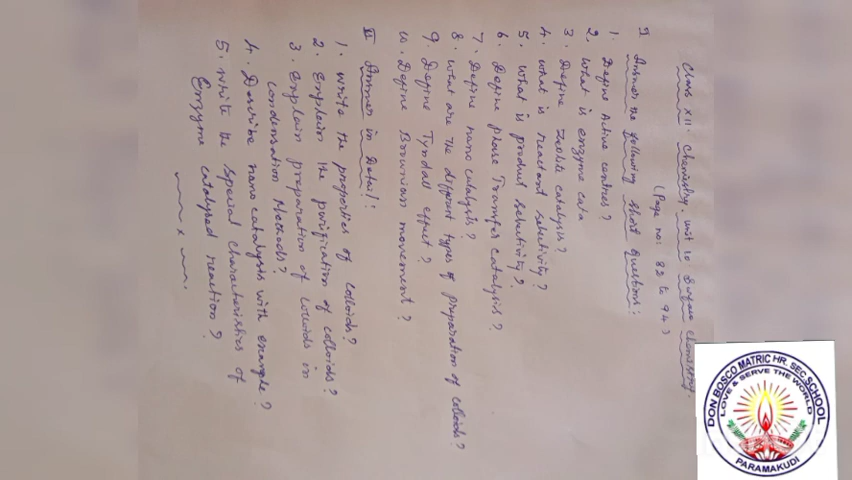 Class XII. Chemistry. unit 10 Surface Chemistry.
(Page no: 82 to 94)
I Answer the following short Questions:
1. Define Active centres?
2. What is enzyme cata
3. Define Zeolite catalysis?
4. What is reactant selectivity?
5. What is product selectivity?
6. Define phase Transfer catalysis?
7. Define nano catalysts?
8. What are the different types of preparation of colloids?
9. Define Tyndall effect?
10. Define Brownian movement?
II Answer in Detail:
1. Write the properties of colloids?
2. Explain the purification of colloids?
3. Explain preparation of colloids in
condensation Methods?
4. Describe nano catalysts with example?
5. Write the special characteristics of
Enzyme catalysed reaction?
DON BOSCO MATRIC HR. SEC SCHOOL
LOVE & SERVE THE WORLD
PARAMAKUDI